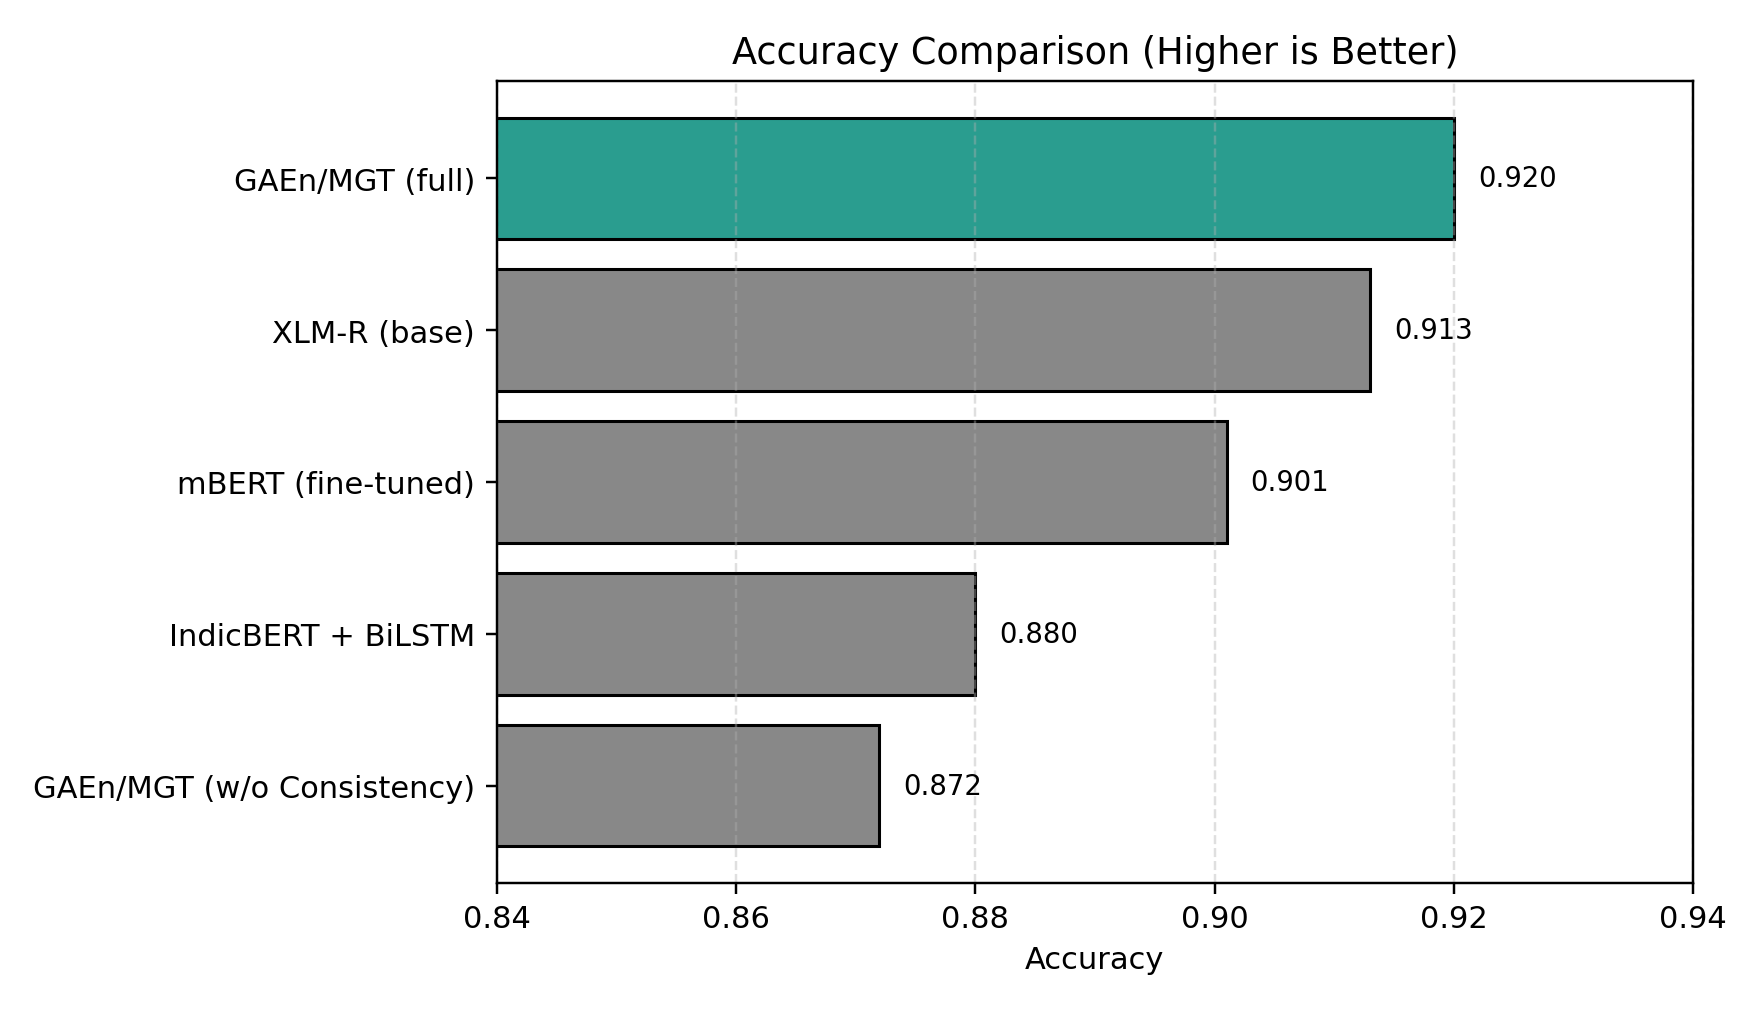 Accuracy Comparison (Higher is Better)
GAEn/MGT (full)
0.920
XLM-R (base)
0.913
mBERT (fine-tuned)
0.901
IndicBERT + BiLSTM
0.880
GAEn/MGT (w/o Consistency)
0.872
0.84 0.86 0.88 0.90 0.92 0.94
Accuracy